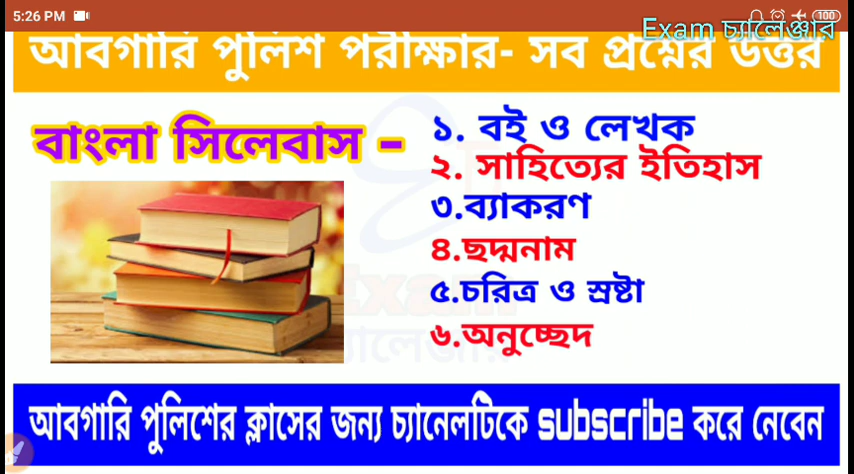 5:26 PM
100
Exam চ্যালেঞ্জার
আবগারি পুলিশ পরীক্ষার- সব প্রশ্নের উত্তর
বাংলা সিলেবাস -
১. বই ও লেখক
২. সাহিত্যের ইতিহাস
৩.ব্যাকরণ
৪.ছদ্মনাম
৫.চরিত্র ও স্রষ্টা
৬.অনুচ্ছেদ
আবগারি পুলিশের ক্লাসের জন্য চ্যানেলটিকে subscribe করে নেবেন